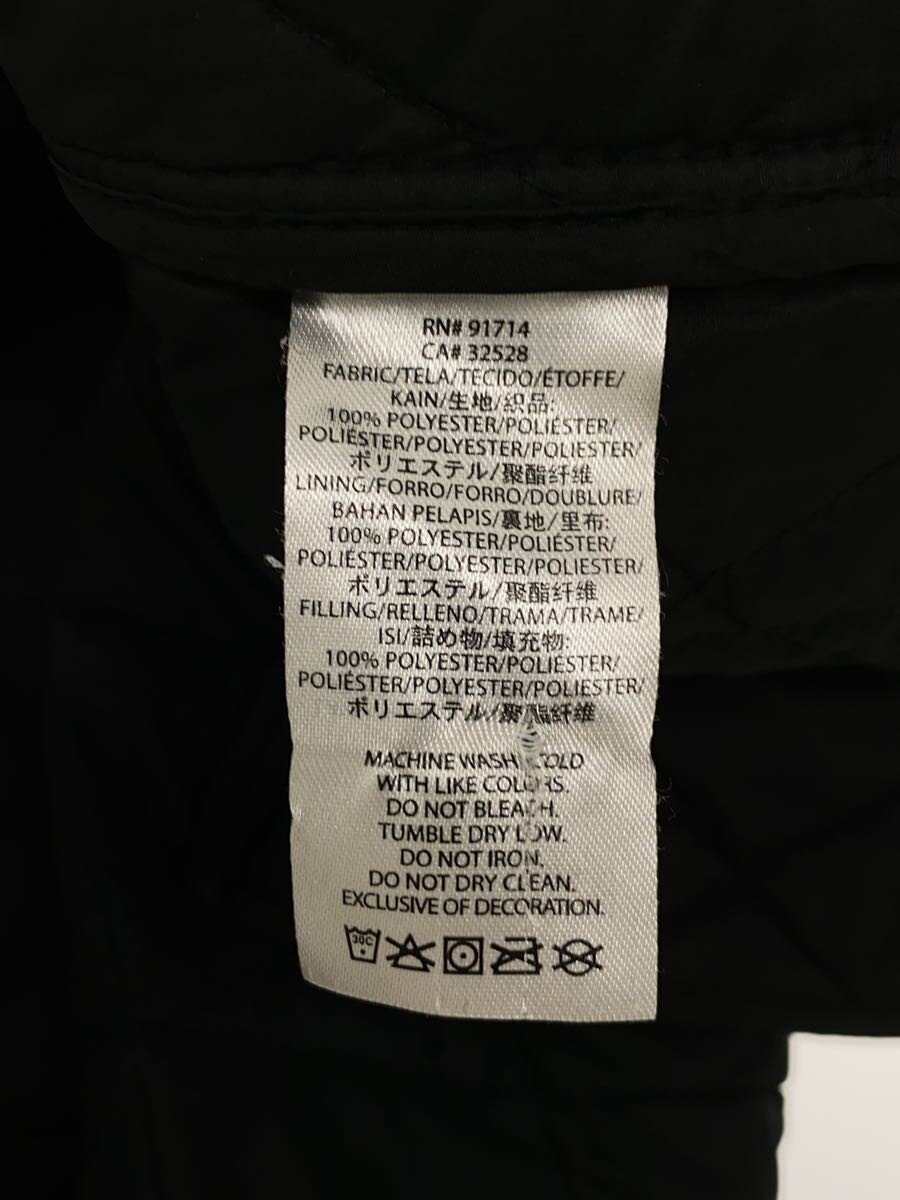 RN# 91714
CA# 32528
FABRIC/TELA/TECIDO/ÉTOFFE/
KAIN/生地/织品:
100% POLYESTER/POLIÉSTER/
POLIÉSTER/POLYESTER/POLIESTER/
ポリエステル/聚酯纤维
LINING/FORRO/FORRO/DOUBLURE/
BAHAN PELAPIS/裏地/里布:
100% POLYESTER/POLIÉSTER/
POLIÉSTER/POLYESTER/POLIESTER/
ポリエステル/聚酯纤维
FILLING/RELLENO/TRAMA/TRAME/
ISI/詰め物/填充物:
100% POLYESTER/POLIÉSTER/
POLIÉSTER/POLYESTER/POLIESTER/
ポリエステル/聚酯纤维
MACHINE WASH COLD
WITH LIKE COLORS.
DO NOT BLEACH.
TUMBLE DRY LOW.
DO NOT IRON.
DO NOT DRY CLEAN.
EXCLUSIVE OF DECORATION.
30C